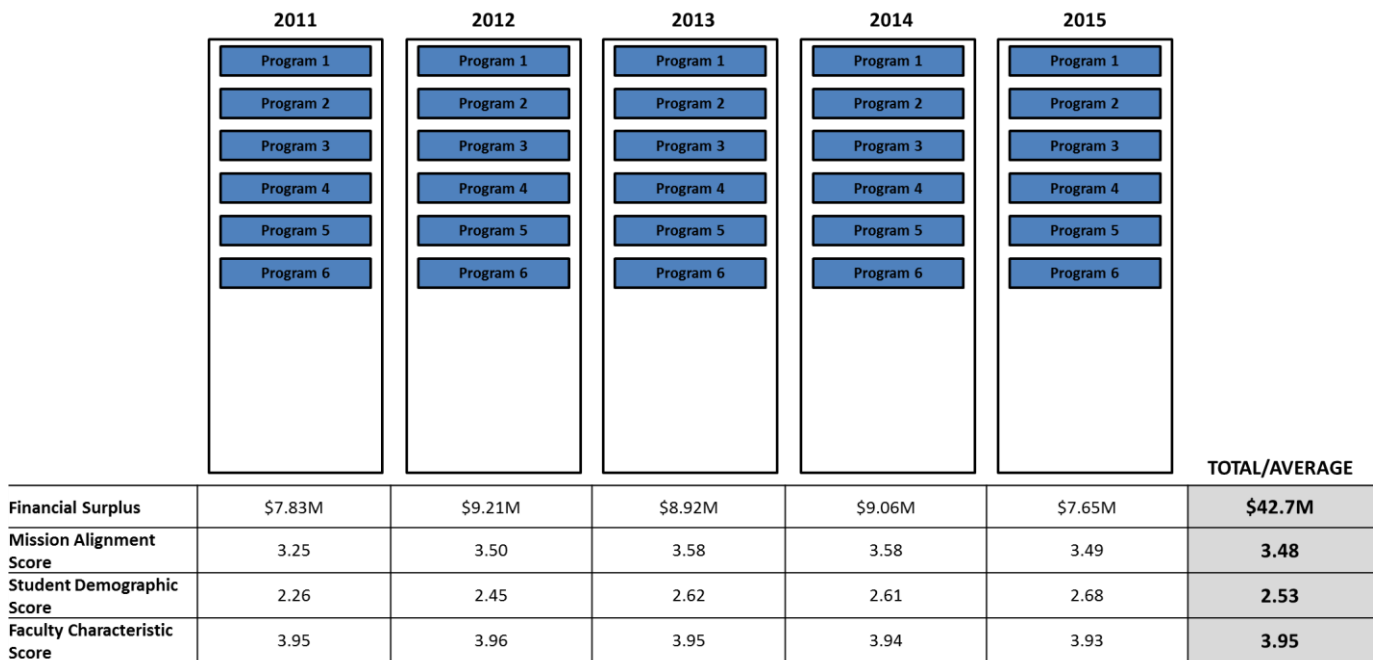 2011 2012 2013 2014 2015
Program 1 Program 1 Program 1 Program 1 Program 1
Program 2 Program 2 Program 2 Program 2 Program 2
Program 3 Program 3 Program 3 Program 3 Program 3
Program 4 Program 4 Program 4 Program 4 Program 4
Program 5 Program 5 Program 5 Program 5 Program 5
Program 6 Program 6 Program 6 Program 6 Program 6
TOTAL/AVERAGE
Financial Surplus $7.83M $9.21M $8.92M $9.06M $7.65M $42.7M
Mission Alignment
Score 3.25 3.50 3.58 3.58 3.49 3.48
Student Demographic
Score 2.26 2.45 2.62 2.61 2.68 2.53
Faculty Characteristic
Score 3.95 3.96 3.95 3.94 3.93 3.95